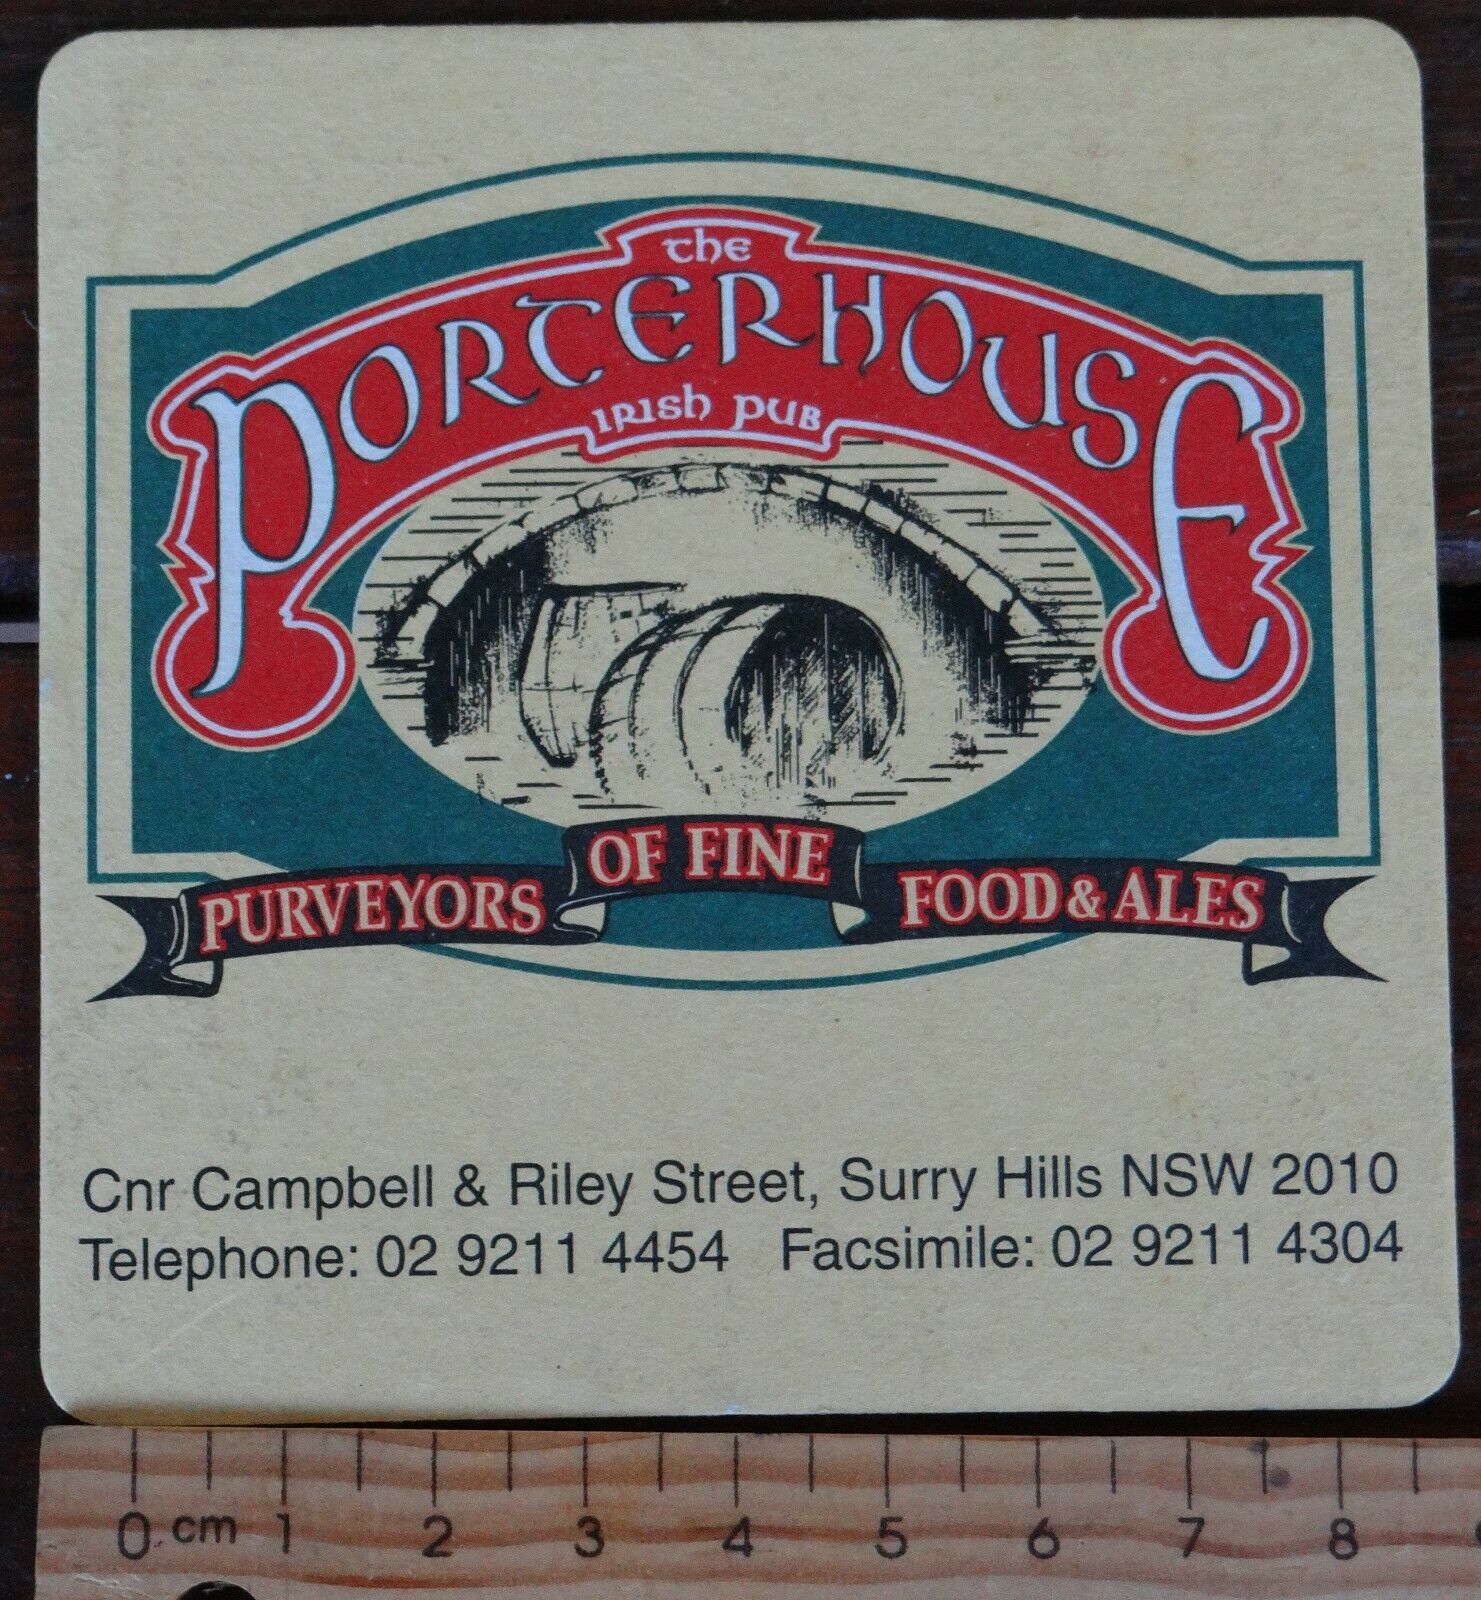 the
PORTERHOUSE
IRISH PUB
PURVEYORS OF FINE FOOD & ALES
Cnr Campbell & Riley Street, Surry Hills NSW 2010
Telephone: 02 9211 4454 Facsimile: 02 9211 4304
0 cm 1 2 3 4 5 6 7 8